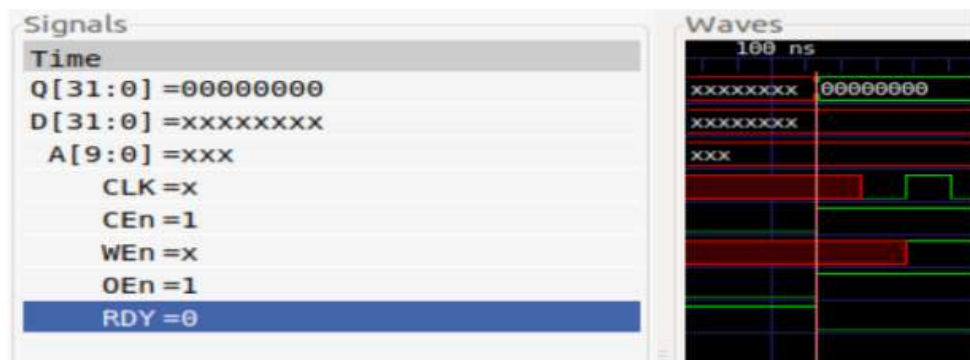 Signals
Time
Q[31:0] =00000000
D[31:0] =xxxxxxxx
A[9:0] =xxx
CLK =x
CEn =1
WEn =x
OEn =1
RDY =0
Waves
100 ns
xxxxxxxx 00000000
xxxxxxxx
xxx